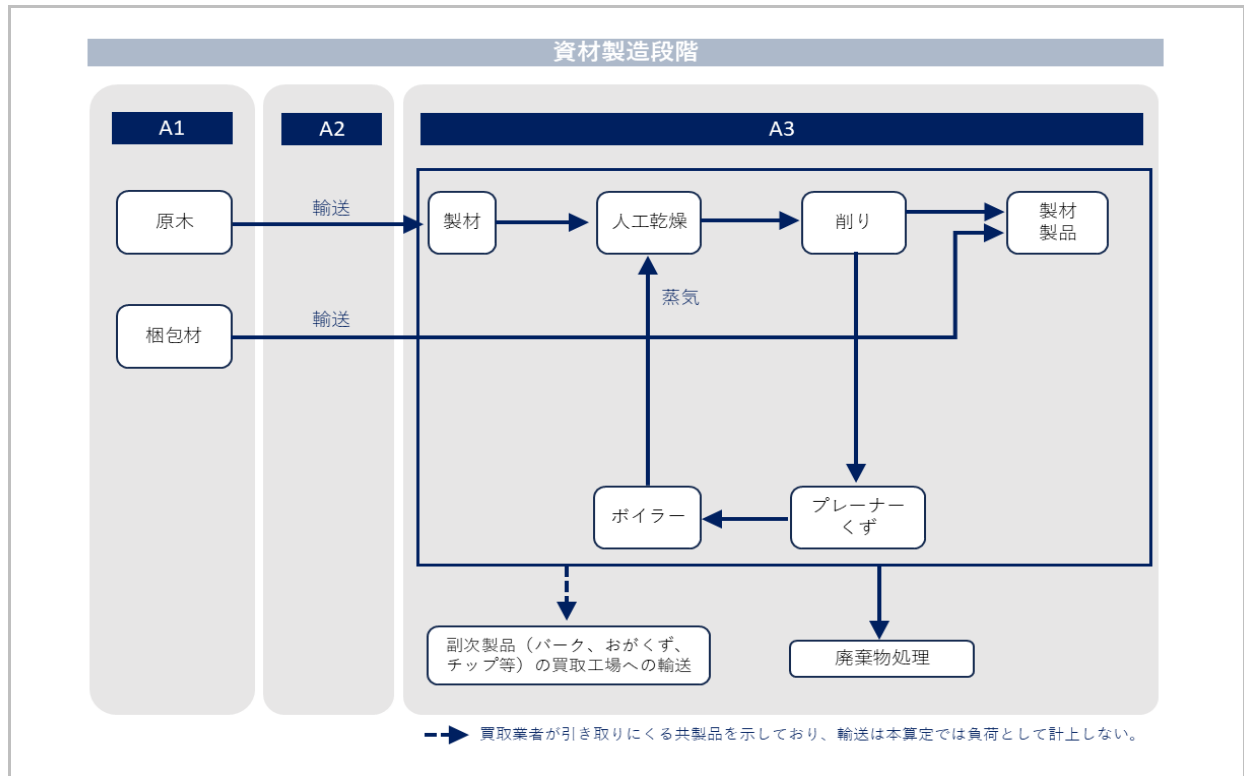 資材製造段階
A1
A2
A3
原木
輸送
製材
人工乾燥
削り
製材
製品
梱包材
輸送
蒸気
ボイラー
プレーナー
くず
副次製品（バーク、おがくず、
チップ等）の買取工場への輸送
廃棄物処理
買取業者が引き取りにくる共製品を示しており、輸送は本算定では負荷として計上しない。